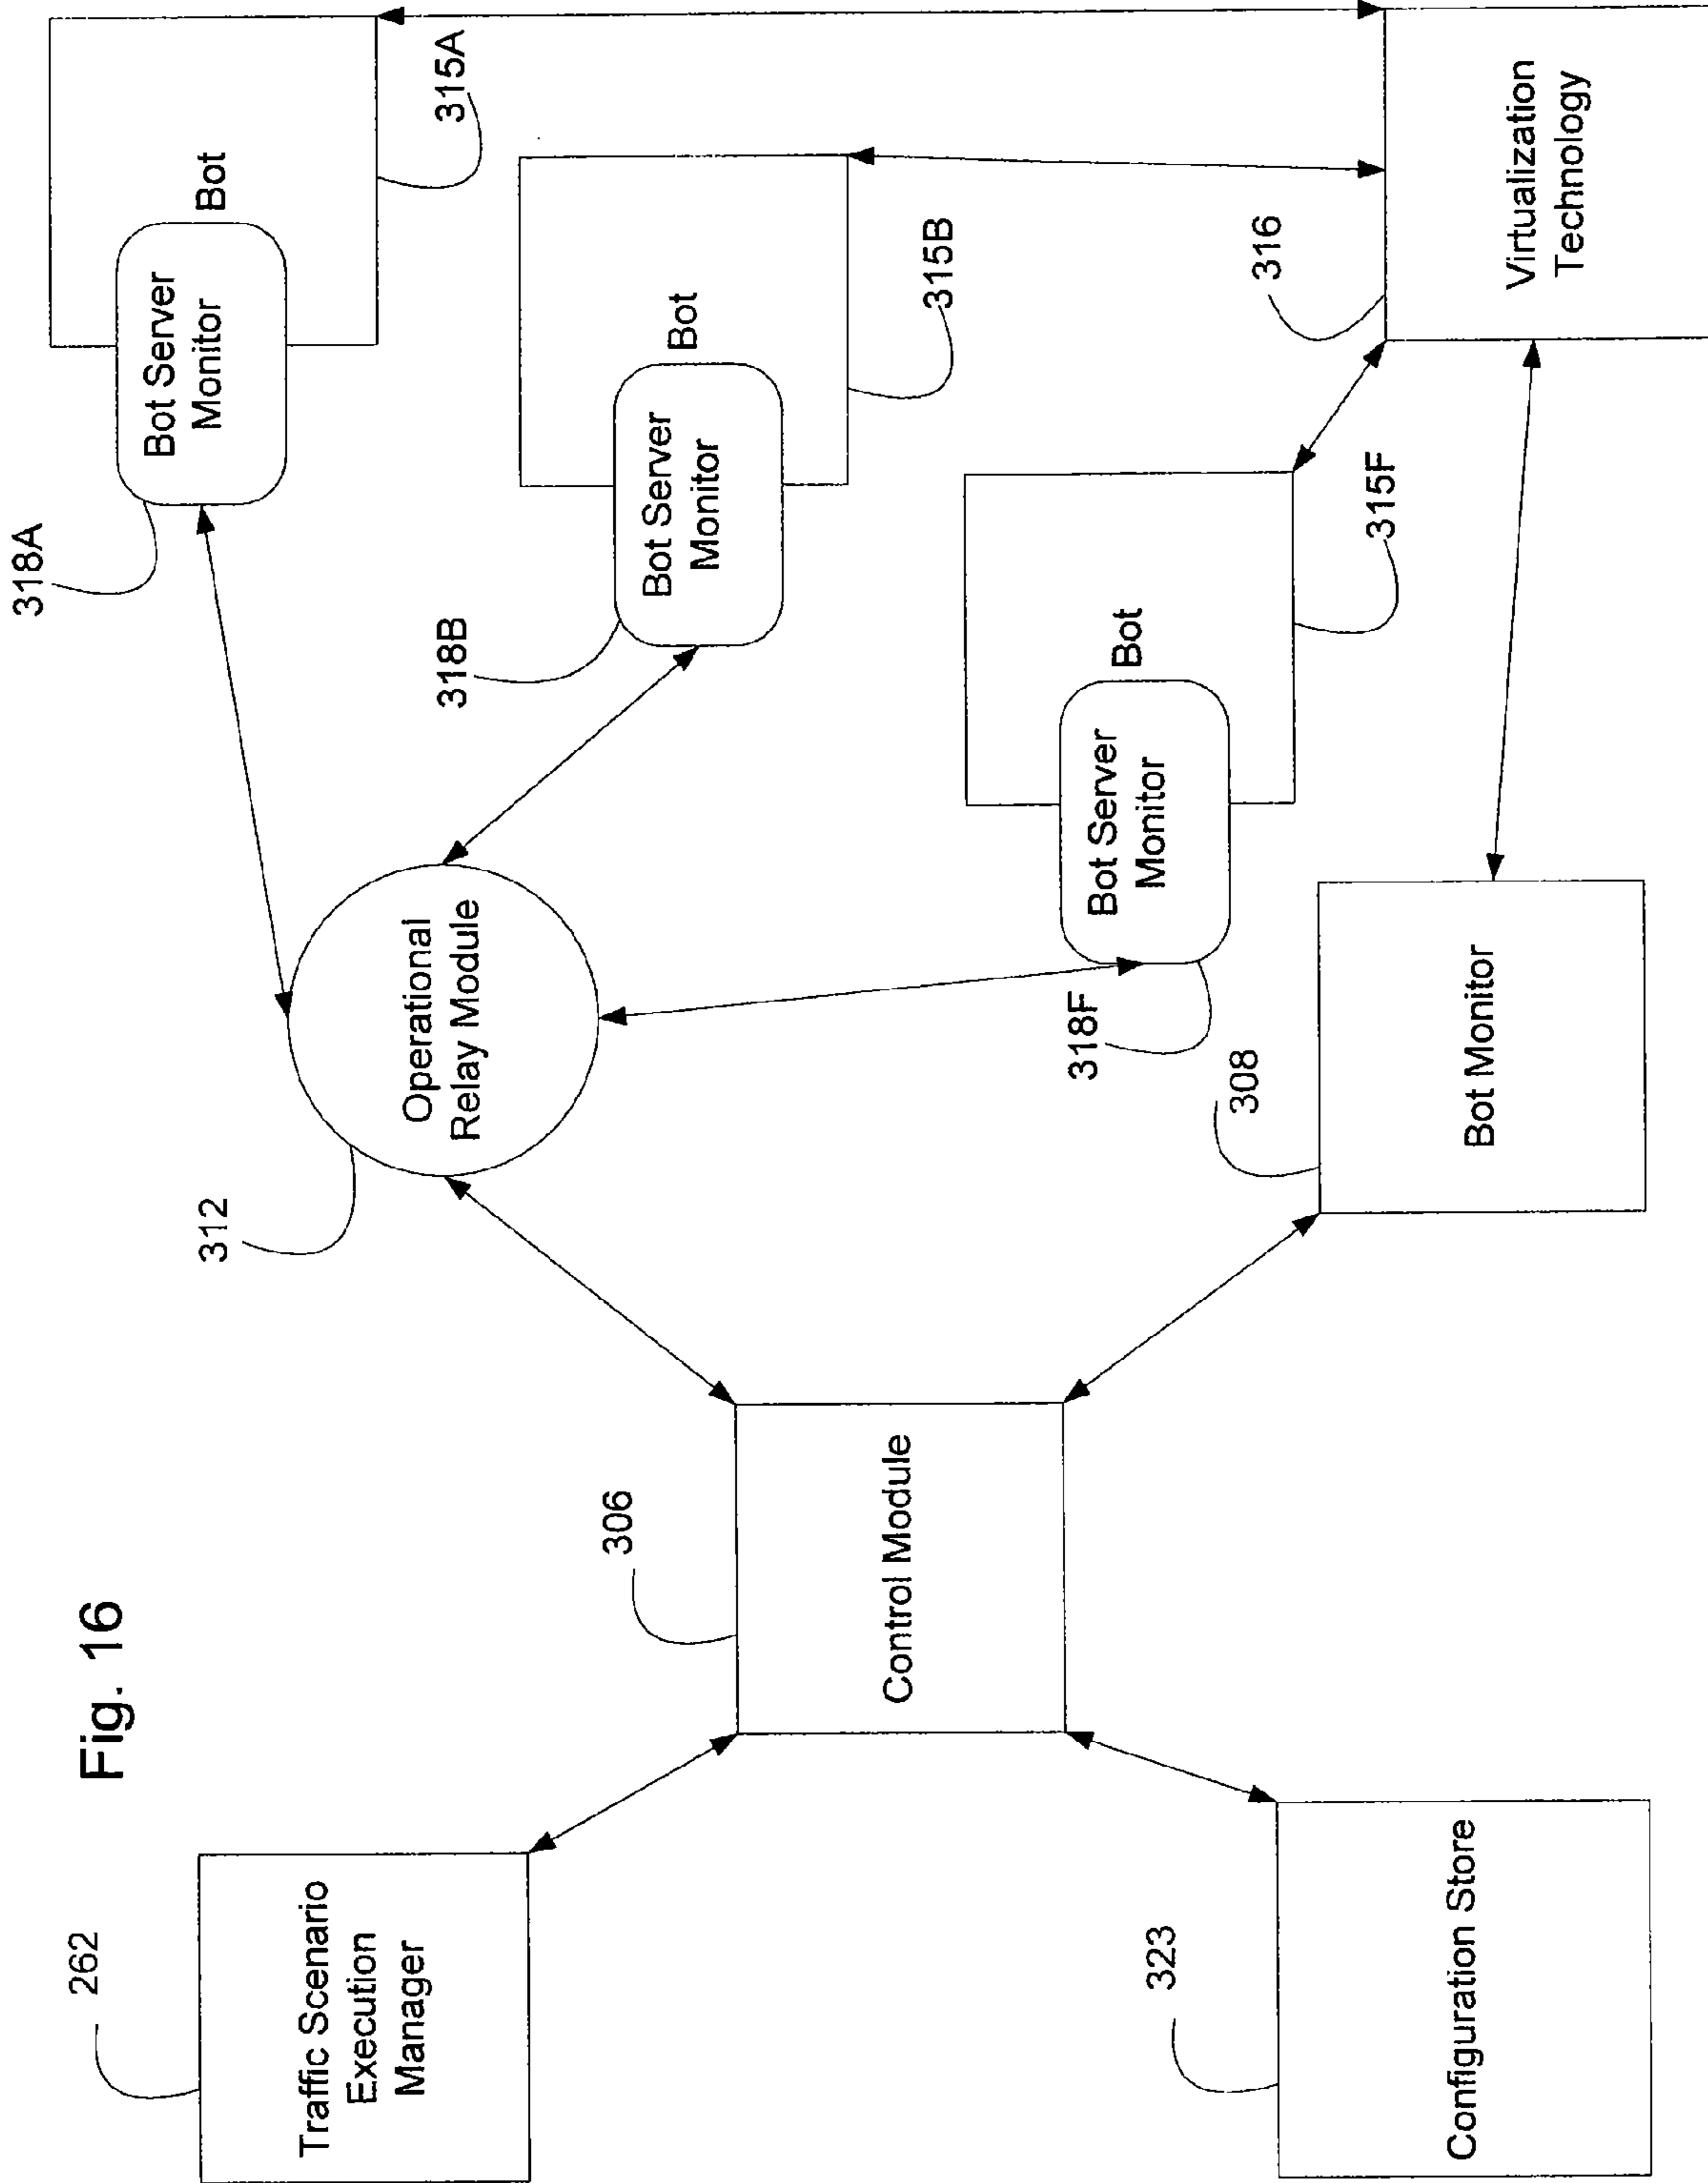 Fig. 16
262
Traffic Scenario
Execution
Manager
323
Configuration Store
306
Control Module
312
Operational
Relay Module
308
Bot Monitor
318A
Bot Server
Monitor
Bot
315A
318B
Bot Server
Monitor
Bot
315B
318F
Bot Server
Monitor
Bot
315F
316
Virtualization
Technology